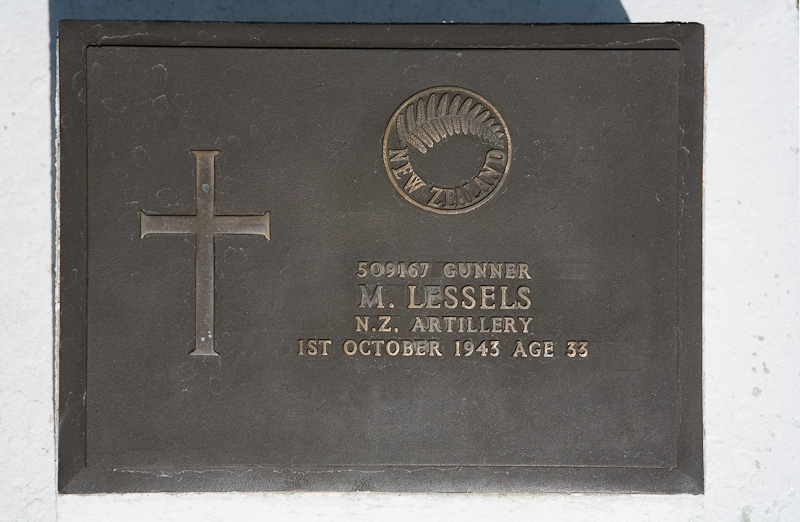 NEW ZEALAND
509167 GUNNER
M. LESSELS
N.Z. ARTILLERY
1ST OCTOBER 1943 AGE 33